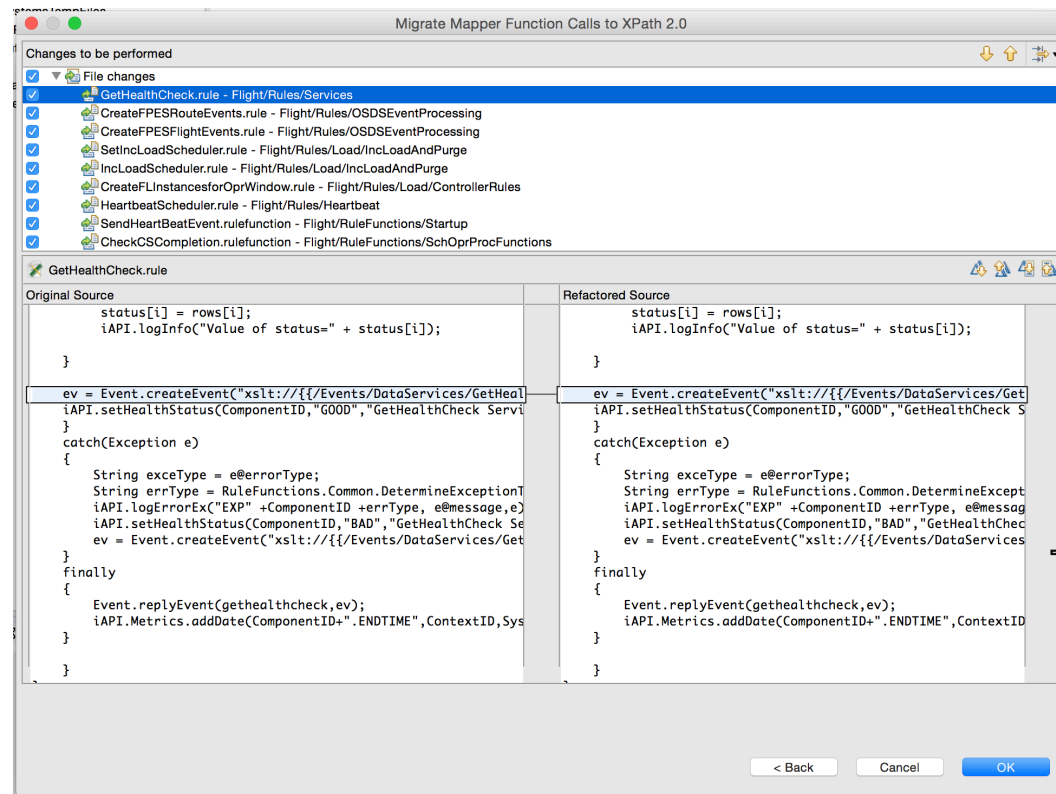 Migrate Mapper Function Calls to XPath 2.0
Changes to be performed
File changes
GetHealthCheck.rule - Flight/Rules/Services
CreateFPESRouteEvents.rule - Flight/Rules/OSDSEventProcessing
CreateFPESFlightEvents.rule - Flight/Rules/OSDSEventProcessing
SetIncLoadScheduler.rule - Flight/Rules/Load/IncLoadAndPurge
IncLoadScheduler.rule - Flight/Rules/Load/IncLoadAndPurge
CreateFLInstancesforOprWindow.rule - Flight/Rules/Load/ControllerRules
HeartbeatScheduler.rule - Flight/Rules/Heartbeat
SendHeartBeatEvent.rulefunction - Flight/RuleFunctions/Startup
CheckCSCompletion.rulefunction - Flight/RuleFunctions/SchOprProcFunctions
GetHealthCheck.rule
Original Source
status[i] = rows[i];
iAPI.logInfo("Value of status=" + status[i]);
}
ev = Event.createEvent("xslt://{{/Events/DataServices/GetHeal
iAPI.setHealthStatus(ComponentID,"GOOD","GetHealthCheck Servi
}
catch(Exception e)
{
String exceType = e@errorType;
String errType = RuleFunctions.Common.DetermineExceptionT
iAPI.logErrorEx("EXP" +ComponentID +errType, e@message,e)
iAPI.setHealthStatus(ComponentID,"BAD","GetHealthCheck Se
ev = Event.createEvent("xslt://{{/Events/DataServices/Get
}
finally
{
Event.replyEvent(gethealthcheck,ev);
iAPI.Metrics.addDate(ComponentID+".ENDTIME",ContextID,Sys
}
}
Refactored Source
status[i] = rows[i];
iAPI.logInfo("Value of status=" + status[i]);
}
ev = Event.createEvent("xslt://{{/Events/DataServices/Get
iAPI.setHealthStatus(ComponentID,"GOOD","GetHealthCheck S
}
catch(Exception e)
{
String exceType = e@errorType;
String errType = RuleFunctions.Common.DetermineExcept
iAPI.logErrorEx("EXP" +ComponentID +errType, e@messag
iAPI.setHealthStatus(ComponentID,"BAD","GetHealthChec
ev = Event.createEvent("xslt://{{/Events/DataServices
}
finally
{
Event.replyEvent(gethealthcheck,ev);
iAPI.Metrics.addDate(ComponentID+".ENDTIME",ContextID
}
}
< Back
Cancel
OK